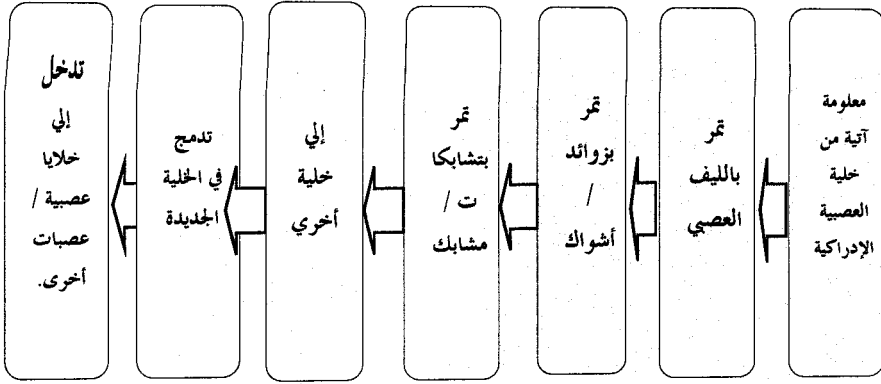 معلومة
آتية من
خلية
العصبية
الإدراكية
تمر
بالليف
العصبي
تمر
بزوائد
/
أشواك
تمر
بتشابكا
ت /
مشابك
إلي
خلية
أخري
تدمج
في الخلية
الجديدة
تدخل
إلي
خلايا
عصبية /
عصبات
أخرى.